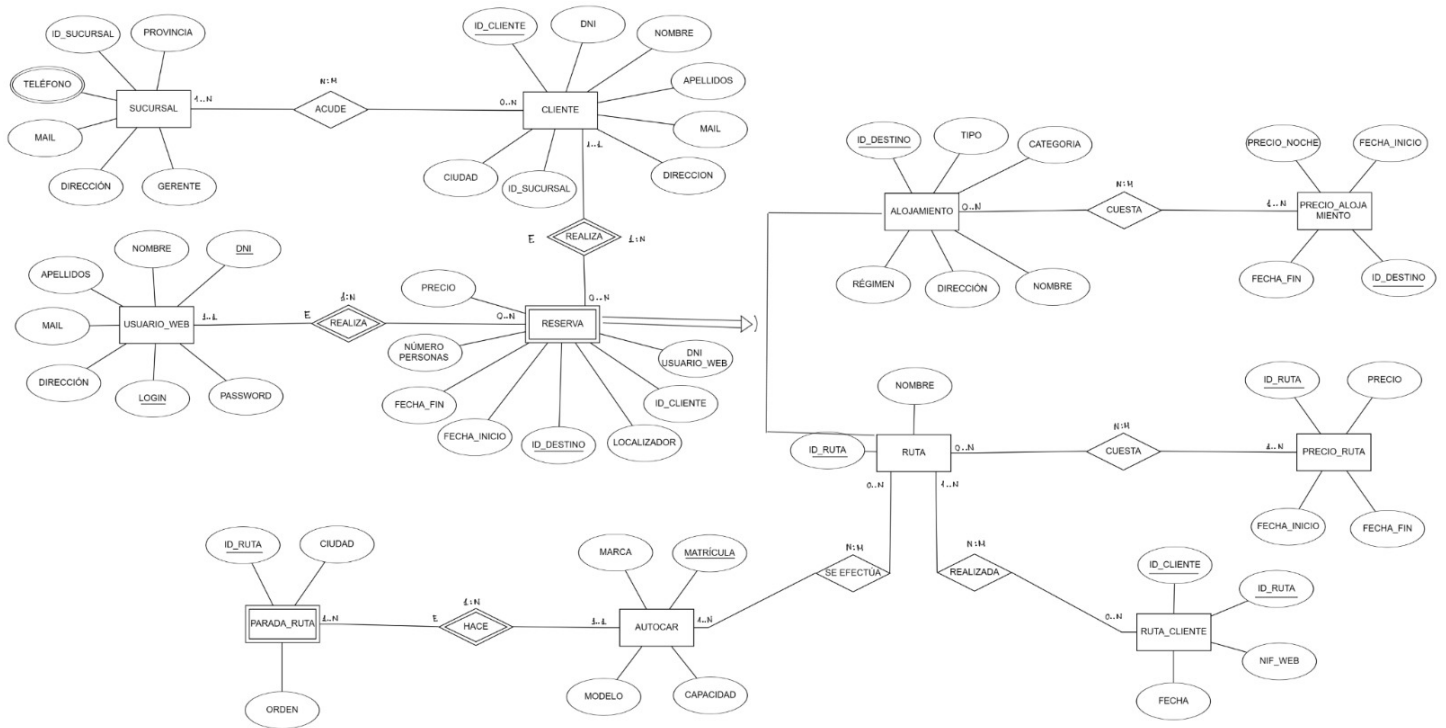 ID_SUCURSAL
PROVINCIA
TELÉFONO
SUCURSAL
MAIL
DIRECCIÓN
GERENTE
1..N
N:M
ACUDE
0..N
ID_CLIENTE
DNI
NOMBRE
APELLIDOS
CLIENTE
MAIL
CIUDAD
ID_SUCURSAL
DIRECCION
1..1
E
REALIZA
1:N
0..N
NOMBRE
DNI
APELLIDOS
MAIL
USUARIO_WEB
DIRECCIÓN
LOGIN
PASSWORD
1..1
E
1:N
REALIZA
0..N
PRECIO
RESERVA
NÚMERO
PERSONAS
DNI
USUARIO_WEB
FECHA_FIN
ID_CLIENTE
FECHA_INICIO
ID_DESTINO
LOCALIZADOR
ID_DESTINO
TIPO
CATEGORIA
ALOJAMIENTO
RÉGIMEN
DIRECCIÓN
NOMBRE
0..N
N:M
CUESTA
1..N
PRECIO_NOCHE
FECHA_INICIO
PRECIO_ALOJA
MIENTO
FECHA_FIN
ID_DESTINO
NOMBRE
ID_RUTA
RUTA
0..N
N:M
CUESTA
1..N
ID_RUTA
PRECIO
PRECIO_RUTA
FECHA_INICIO
FECHA_FIN
0..N
1..N
N:M
SE EFECTÚA
N:M
REALIZADA
0..N
ID_CLIENTE
ID_RUTA
RUTA_CLIENTE
NIF_WEB
FECHA
ID_RUTA
CIUDAD
PARADA_RUTA
ORDEN
1..N
E
1:N
HACE
1..1
MARCA
MATRÍCULA
AUTOCAR
1..N
MODELO
CAPACIDAD